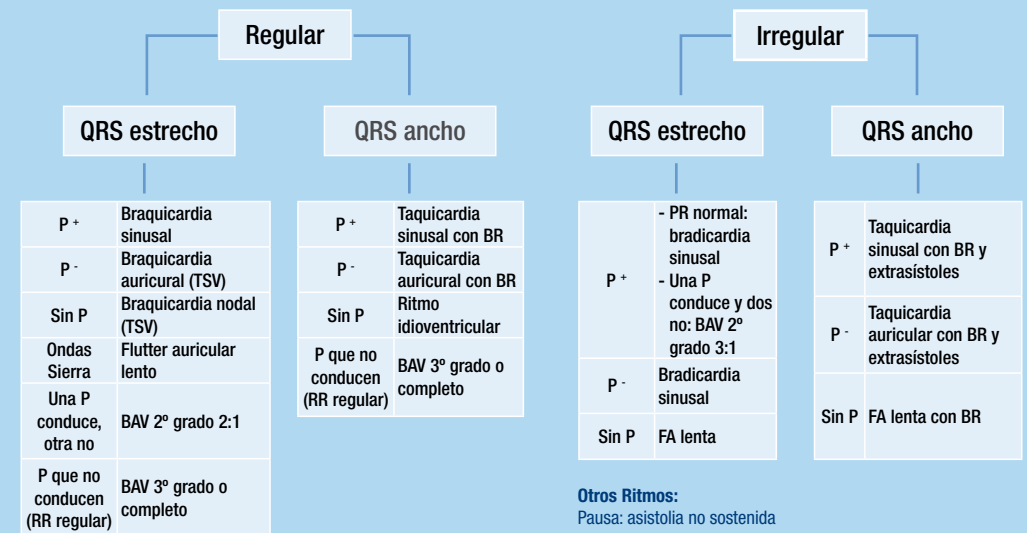 Regular
QRS estrecho
P +
Braquicardia
sinusal
P -
Braquicardia
auricural (TSV)
Sin P
Braquicardia nodal
(TSV)
Ondas
Sierra
Flutter auricular
lento
Una P
conduce,
otra no
BAV 2º grado 2:1
P que no
conducen
(RR regular)
BAV 3º grado o
completo
QRS ancho
P +
Taquicardia
sinusal con BR
P -
Taquicardia
auricural con BR
Sin P
Ritmo
idioventricular
P que no
conducen
(RR regular)
BAV 3º grado o
completo
Irregular
QRS estrecho
P +
- PR normal:
bradicardia
sinusal
- Una P
conduce y dos
no: BAV 2º
grado 3:1
P -
Bradicardia
sinusal
Sin P
FA lenta
QRS ancho
P +
Taquicardia
sinusal con BR y
extrasístoles
P -
Taquicardia
auricular con BR y
extrasístoles
Sin P
FA lenta con BR
Otros Ritmos:
Pausa: asistolia no sostenida